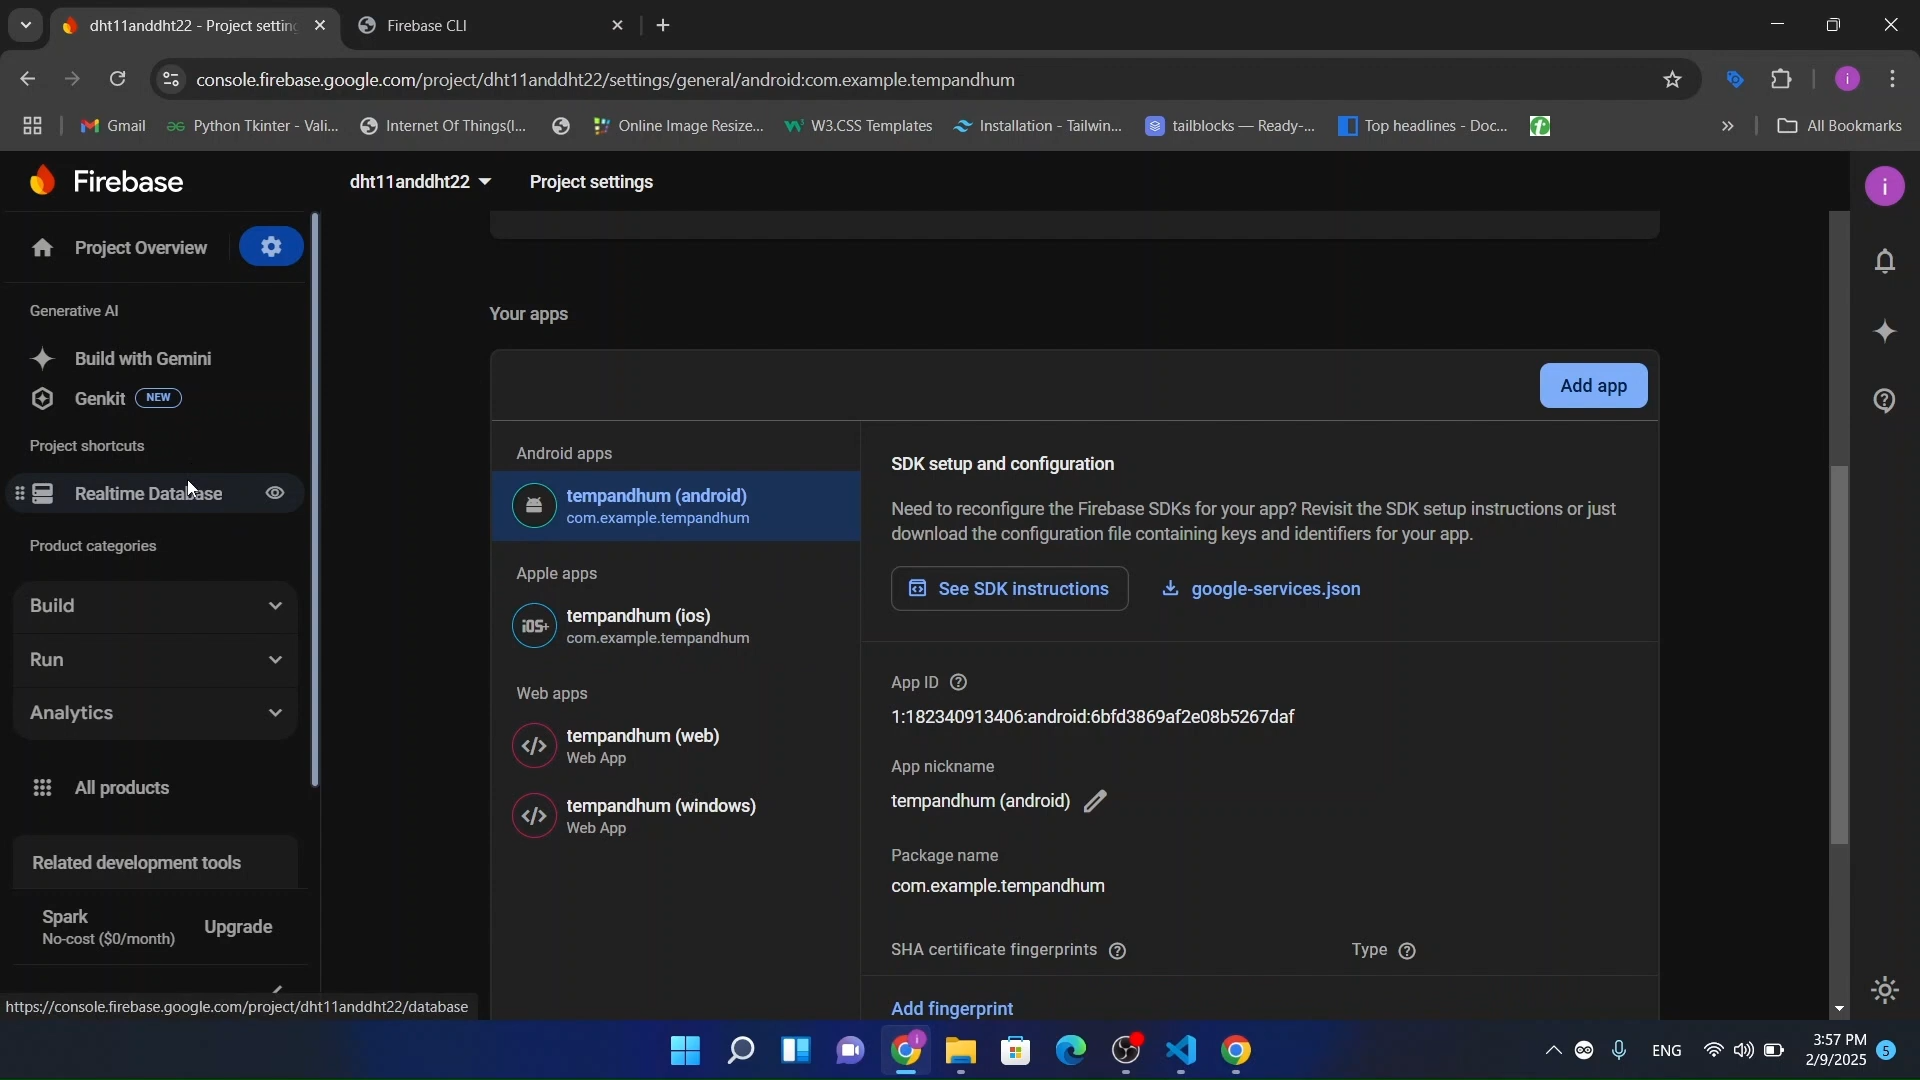 dht11anddht22 - Project setting
Firebase CLI
console.firebase.google.com/project/dht11anddht22/settings/general/android:com.example.tempandhum
Gmail
Python Tkinter - Vali...
Internet Of Things(I...
Online Image Resize...
W3.CSS Templates
Installation - Tailwin...
tailblocks — Ready-...
Top headlines - Doc...
All Bookmarks
Firebase
dht11anddht22
Project settings
i
Project Overview
Generative AI
Build with Gemini
Genkit NEW
Project shortcuts
Realtime Database
Product categories
Build
Run
Analytics
All products
Related development tools
Spark
No-cost ($0/month)
Upgrade
https://console.firebase.google.com/project/dht11anddht22/database
Your apps
Add app
Android apps
tempandhum (android)
com.example.tempandhum
Apple apps
iOS+
tempandhum (ios)
com.example.tempandhum
Web apps
tempandhum (web)
Web App
tempandhum (windows)
Web App
SDK setup and configuration
Need to reconfigure the Firebase SDKs for your app? Revisit the SDK setup instructions or just
download the configuration file containing keys and identifiers for your app.
See SDK instructions
google-services.json
App ID
1:182340913406:android:6bfd3869af2e08b5267daf
App nickname
tempandhum (android)
Package name
com.example.tempandhum
SHA certificate fingerprints
Type
Add fingerprint
ENG
3:57 PM
2/9/2025
5